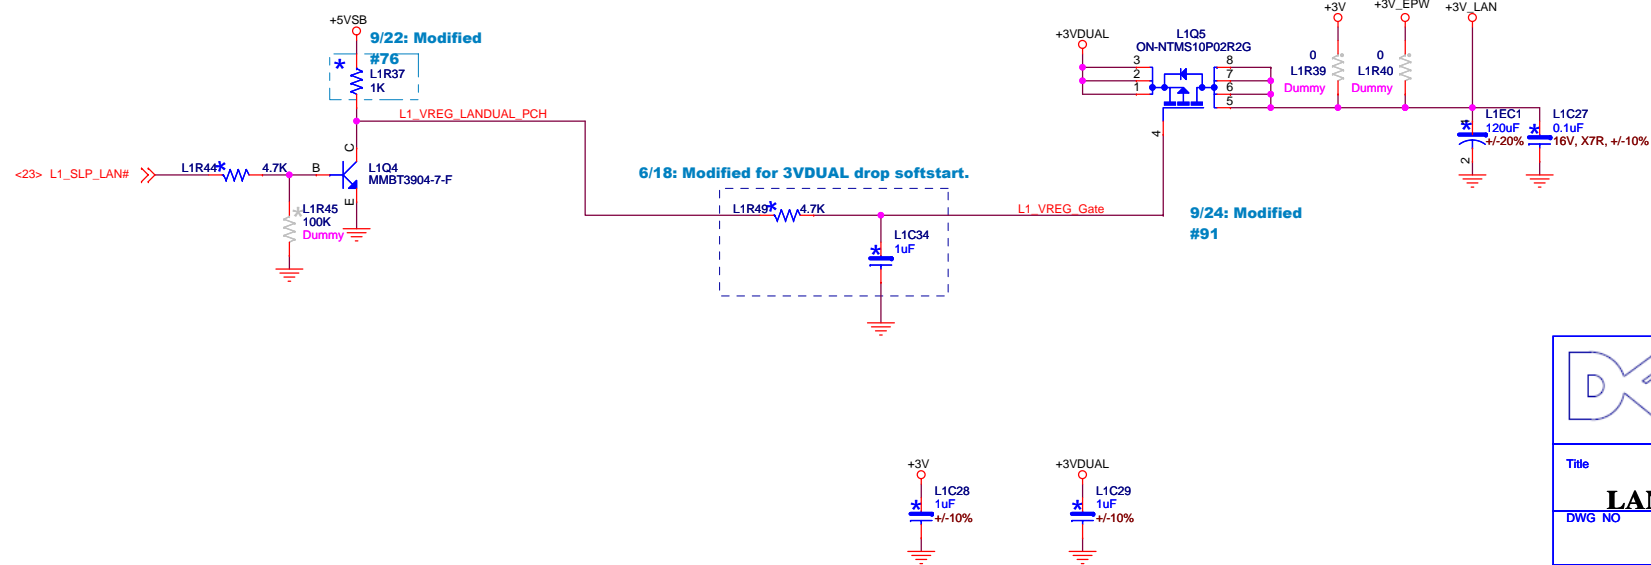 +5VSB
9/22: Modified
#76
*
L1R37
1K
L1_VREG_LANDUAL_PCH
<23> L1_SLP_LAN#
L1R44
*
4.7K
B
C
E
L1Q4
MMBT3904-7-F
*
L1R45
100K
Dummy
6/18: Modified for 3VDUAL drop softstart.
L1R49
*
4.7K
L1_VREG_Gate
*
L1C34
1uF
9/24: Modified
#91
+3VDUAL
L1Q5
ON-NTMS10P02R2G
3
2
1
8
7
6
5
4
+3V
+3V_EPW
+3V_LAN
0
L1R39
Dummy
0
L1R40
Dummy
*
L1EC1
120uF
+/-20%
1
2
*
L1C27
0.1uF
16V, X7R, +/-10%
+3V
*
L1C28
1uF
+/-10%
+3VDUAL
*
L1C29
1uF
+/-10%
Title
LAN
DWG NO